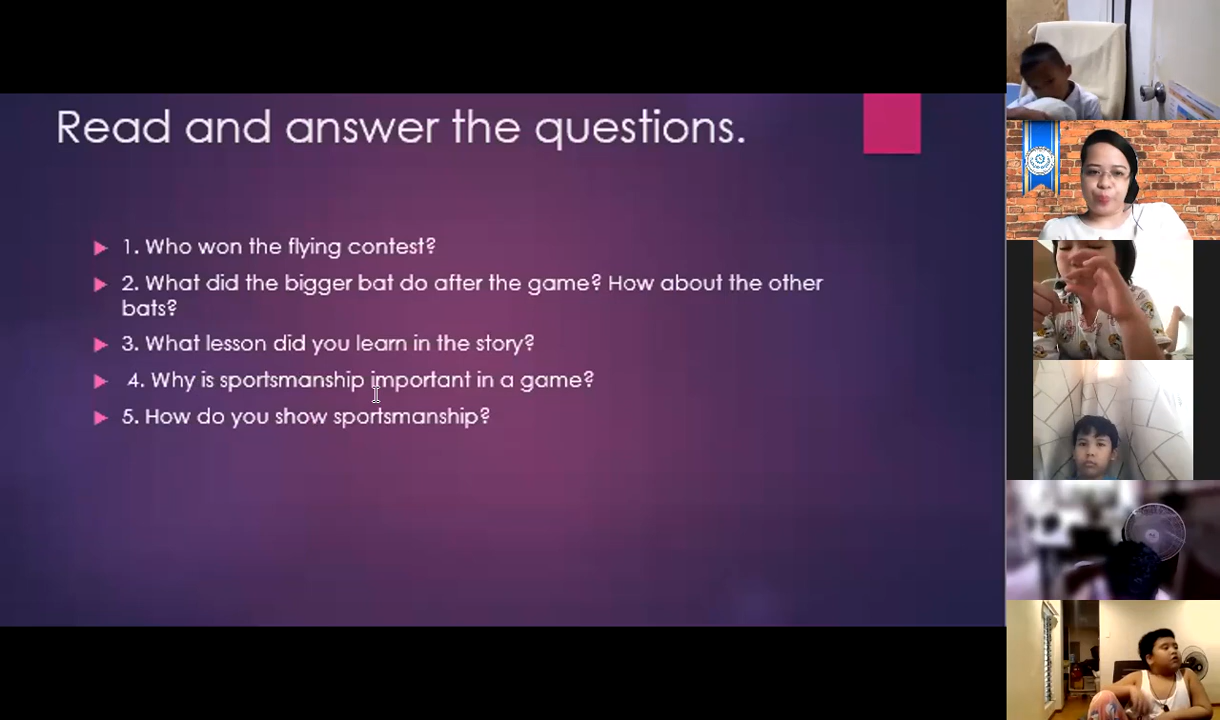 Read and answer the questions.
1. Who won the flying contest?
2. What did the bigger bat do after the game? How about the other
bats?
3. What lesson did you learn in the story?
4. Why is sportsmanship important in a game?
5. How do you show sportsmanship?